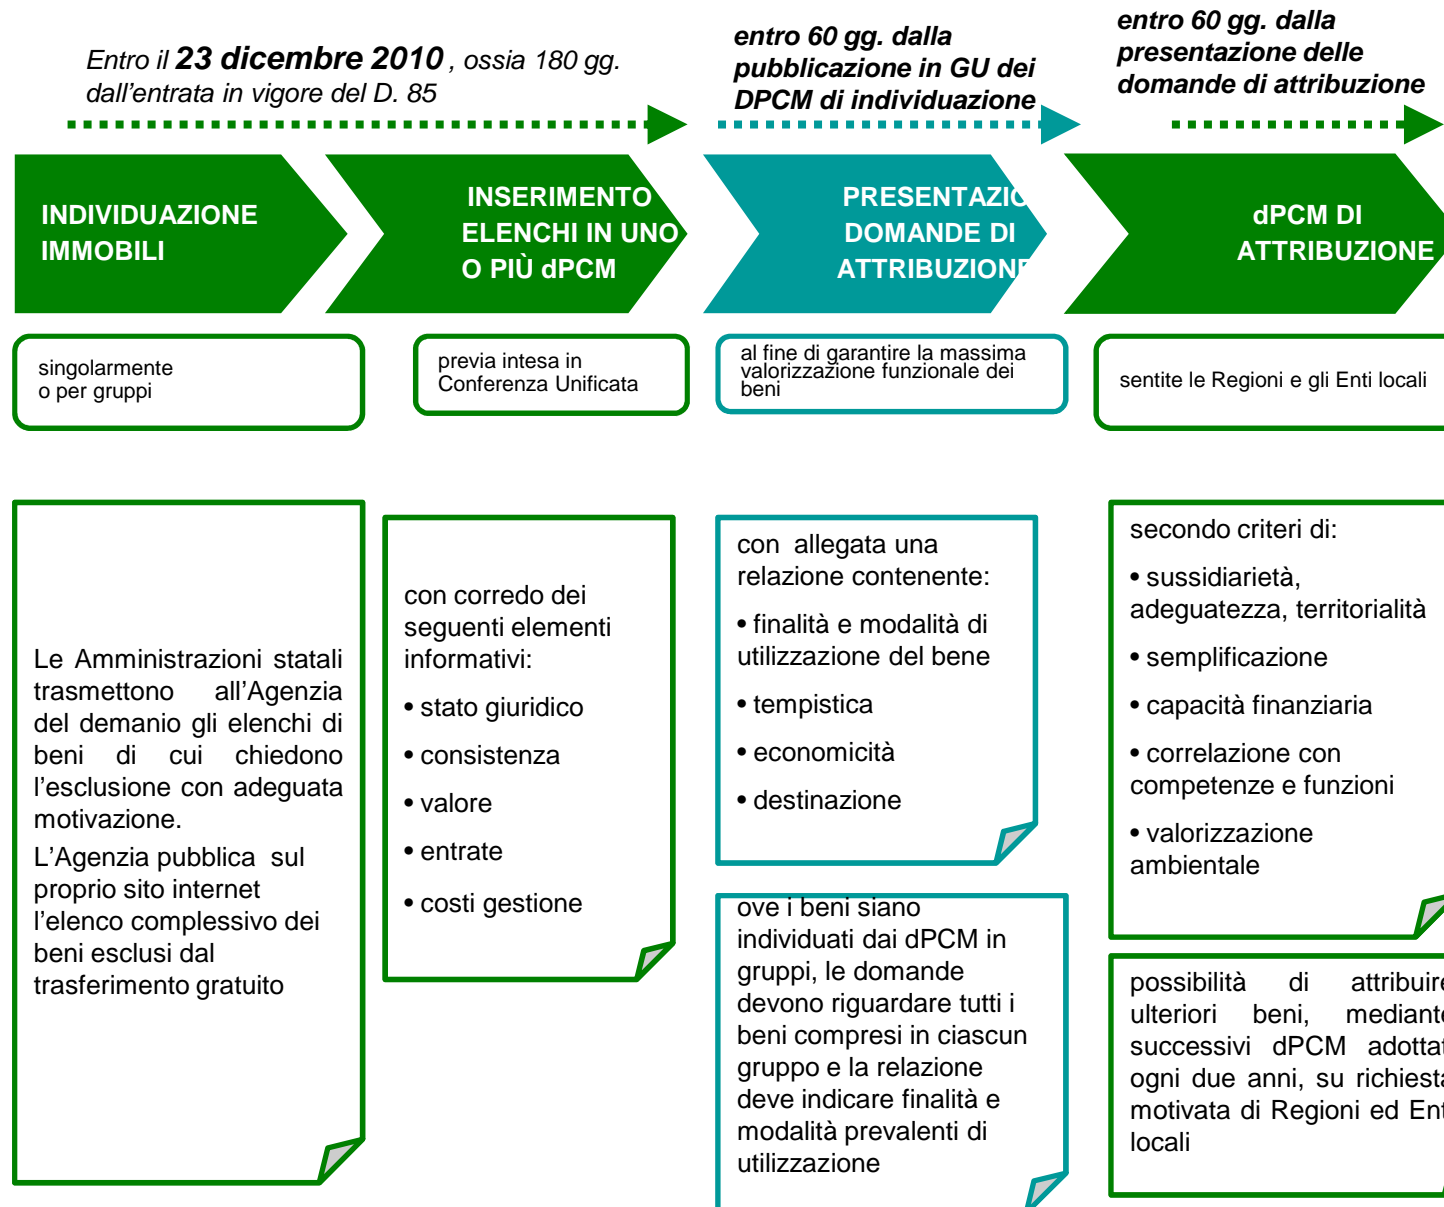 Entro il 23 dicembre 2010 , ossia 180 gg.
dall’entrata in vigore del D. 85
entro 60 gg. dalla
pubblicazione in GU dei
DPCM di individuazione
entro 60 gg. dalla
presentazione delle
domande di attribuzione
INDIVIDUAZIONE
IMMOBILI
INSERIMENTO
ELENCHI IN UNO
O PIÙ dPCM
PRESENTAZIO
DOMANDE DI
ATTRIBUZIONE
dPCM DI
ATTRIBUZIONE
singolarmente
o per gruppi
previa intesa in
Conferenza Unificata
al fine di garantire la massima
valorizzazione funzionale dei
beni
sentite le Regioni e gli Enti locali
Le Amministrazioni statali
trasmettono all’Agenzia
del demanio gli elenchi di
beni di cui chiedono
l’esclusione con adeguata
motivazione.
L’Agenzia pubblica sul
proprio sito internet
l’elenco complessivo dei
beni esclusi dal
trasferimento gratuito
con corredo dei
seguenti elementi
informativi:
• stato giuridico
• consistenza
• valore
• entrate
• costi gestione
con allegata una
relazione contenente:
• finalità e modalità di
utilizzazione del bene
• tempistica
• economicità
• destinazione
ove i beni siano
individuati dai dPCM in
gruppi, le domande
devono riguardare tutti i
beni compresi in ciascun
gruppo e la relazione
deve indicare finalità e
modalità prevalenti di
utilizzazione
secondo criteri di:
• sussidiarietà,
adeguatezza, territorialità
• semplificazione
• capacità finanziaria
• correlazione con
competenze e funzioni
• valorizzazione
ambientale
possibilità di attribuire
ulteriori beni, mediante
successivi dPCM adottat
ogni due anni, su richiesta
motivata di Regioni ed Ent
locali